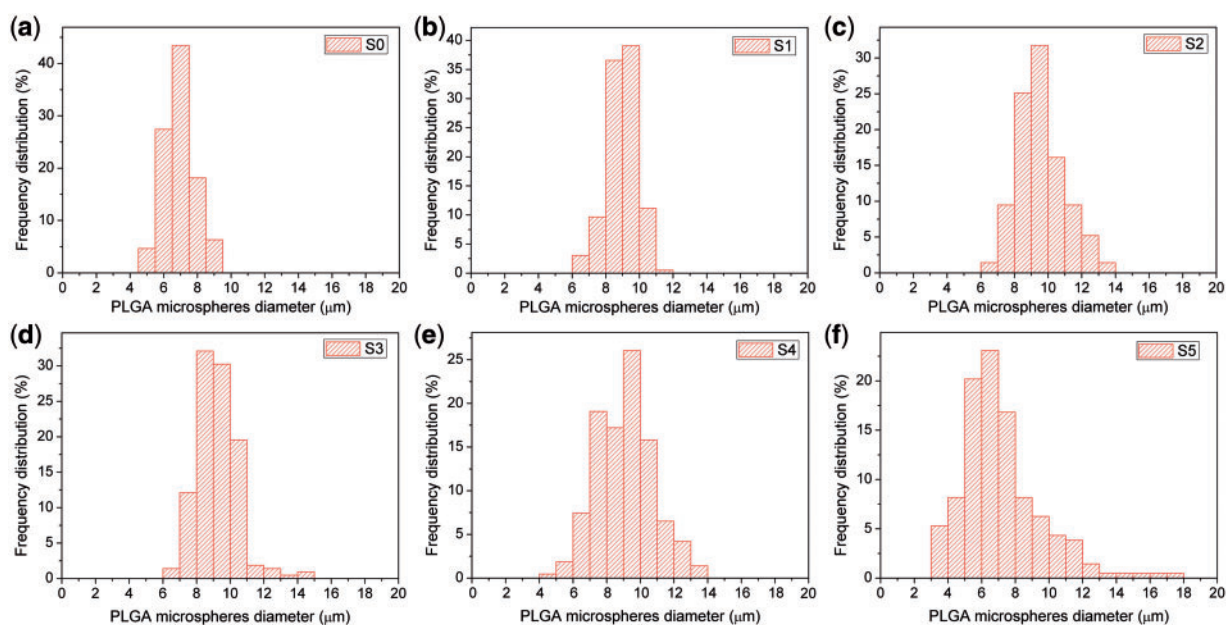 (a)
S0
Frequency distribution (%)
40
30
20
10
0
0 2 4 6 8 10 12 14 16 18 20
PLGA microspheres diameter (μm)
(b)
S1
Frequency distribution (%)
40
35
30
25
20
15
10
5
0
0 2 4 6 8 10 12 14 16 18 20
PLGA microspheres diameter (μm)
(c)
S2
Frequency distribution (%)
30
25
20
15
10
5
0
0 2 4 6 8 10 12 14 16 18 20
PLGA microspheres diameter (μm)
(d)
S3
Frequency distribution (%)
30
25
20
15
10
5
0
0 2 4 6 8 10 12 14 16 18 20
PLGA microspheres diameter (μm)
(e)
S4
Frequency distribution (%)
25
20
15
10
5
0
0 2 4 6 8 10 12 14 16 18 20
PLGA microspheres diameter (μm)
(f)
S5
Frequency distribution (%)
20
15
10
5
0
0 2 4 6 8 10 12 14 16 18 20
PLGA microspheres diameter (μm)